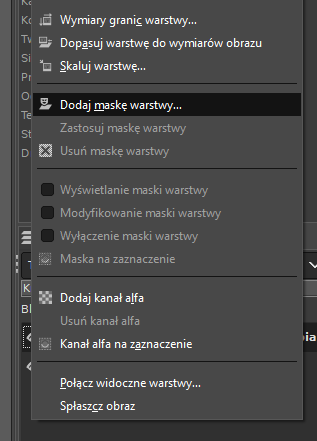 Wymiary granic warstwy...
Dopasuj warstwę do wymiarów obrazu
Skaluj warstwę...
Dodaj maskę warstwy...
Zastosuj maskę warstwy
Usuń maskę warstwy
Wyświetlanie maski warstwy
Modyfikowanie maski warstwy
Wyłączenie maski warstwy
Maska na zaznaczenie
Dodaj kanał alfa
Usuń kanał alfa
Kanał alfa na zaznaczenie
Połącz widoczne warstwy...
Spłaszcz obraz